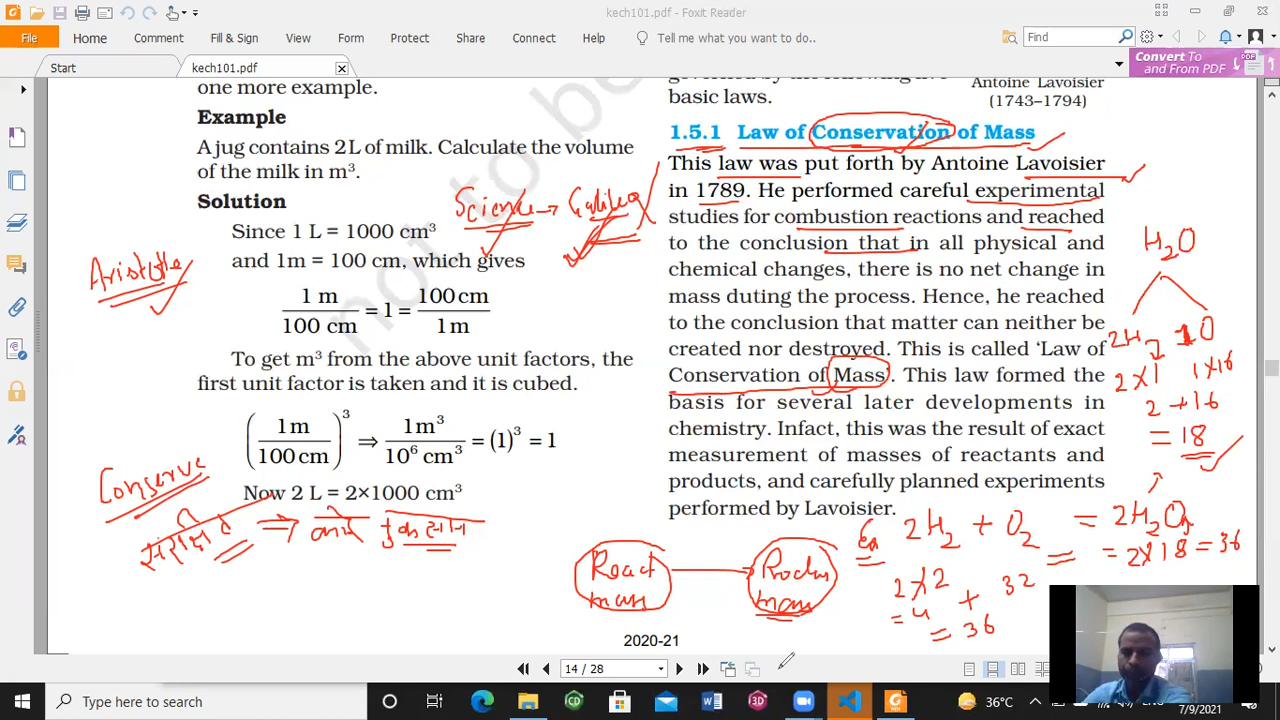 kech101.pdf - Foxit Reader
File Home Comment Fill & Sign View Form Protect Share Connect Help Tell me what you want to do.. Find
Start kech101.pdf
Convert To
and From PDF
one more example.
Example
A jug contains 2L of milk. Calculate the volume
of the milk in m³.
Solution
Since 1 L = 1000 cm³
and 1m = 100 cm, which gives
1 m / 100 cm = 1 = 100 cm / 1 m
To get m³ from the above unit factors, the
first unit factor is taken and it is cubed.
(1 m / 100 cm)³ ⇒ 1 m³ / 10⁶ cm³ = (1)³ = 1
Now 2 L = 2×1000 cm³
Science → Galileo
Aristotle
Conserve
basic laws.
Antoine Lavoisier
(1743–1794)
1.5.1 Law of Conservation of Mass
This law was put forth by Antoine Lavoisier
in 1789. He performed careful experimental
studies for combustion reactions and reached
to the conclusion that in all physical and
chemical changes, there is no net change in
mass duting the process. Hence, he reached
to the conclusion that matter can neither be
created nor destroyed. This is called ‘Law of
Conservation of Mass’. This law formed the
basis for several later developments in
chemistry. Infact, this was the result of exact
measurement of masses of reactants and
products, and carefully planned experiments
performed by Lavoisier.
H₂O
2H 1O
2×1 1×16
2 + 16
= 18
2H₂ + O₂ = 2H₂O
= 2×18 = 36
2×2 + 32
= 4
= 36
React
mass
mass
2020-21
14 / 28
Type here to search
36°C
7/9/2021